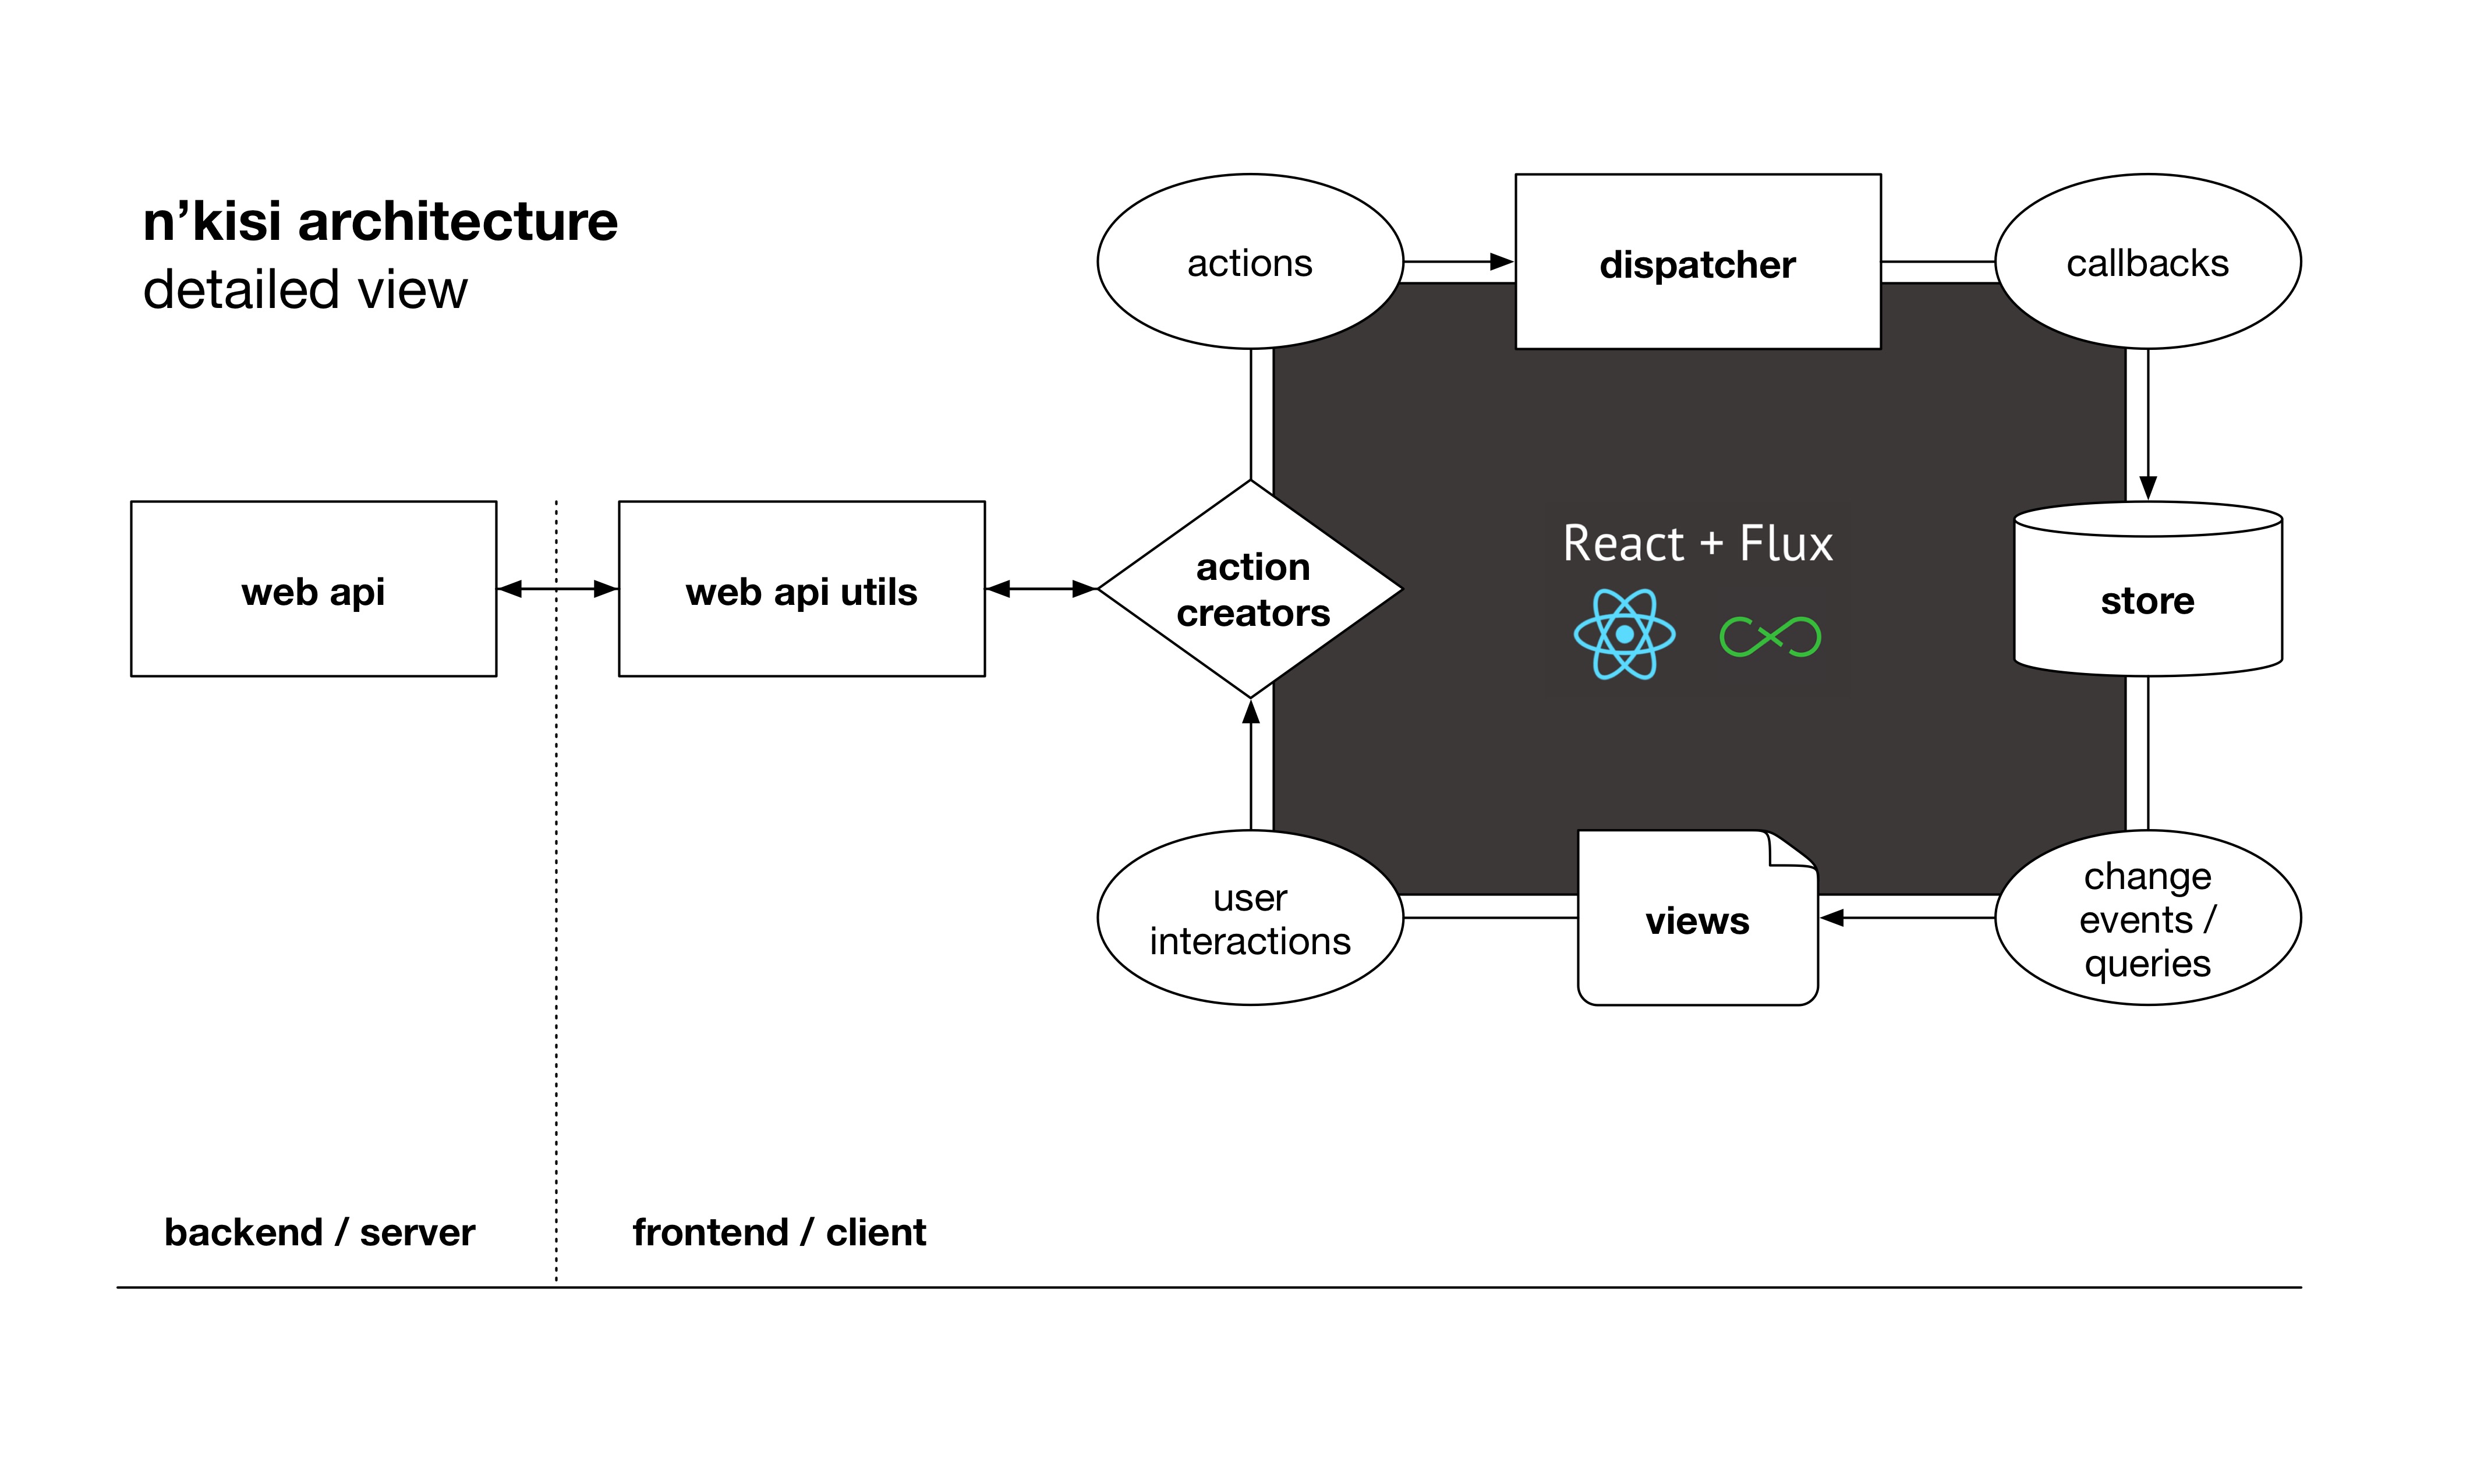 n’kisi architecture
detailed view
actions
dispatcher
callbacks
web api
web api utils
action
creators
React + Flux
store
user
interactions
views
change
events /
queries
backend / server
frontend / client